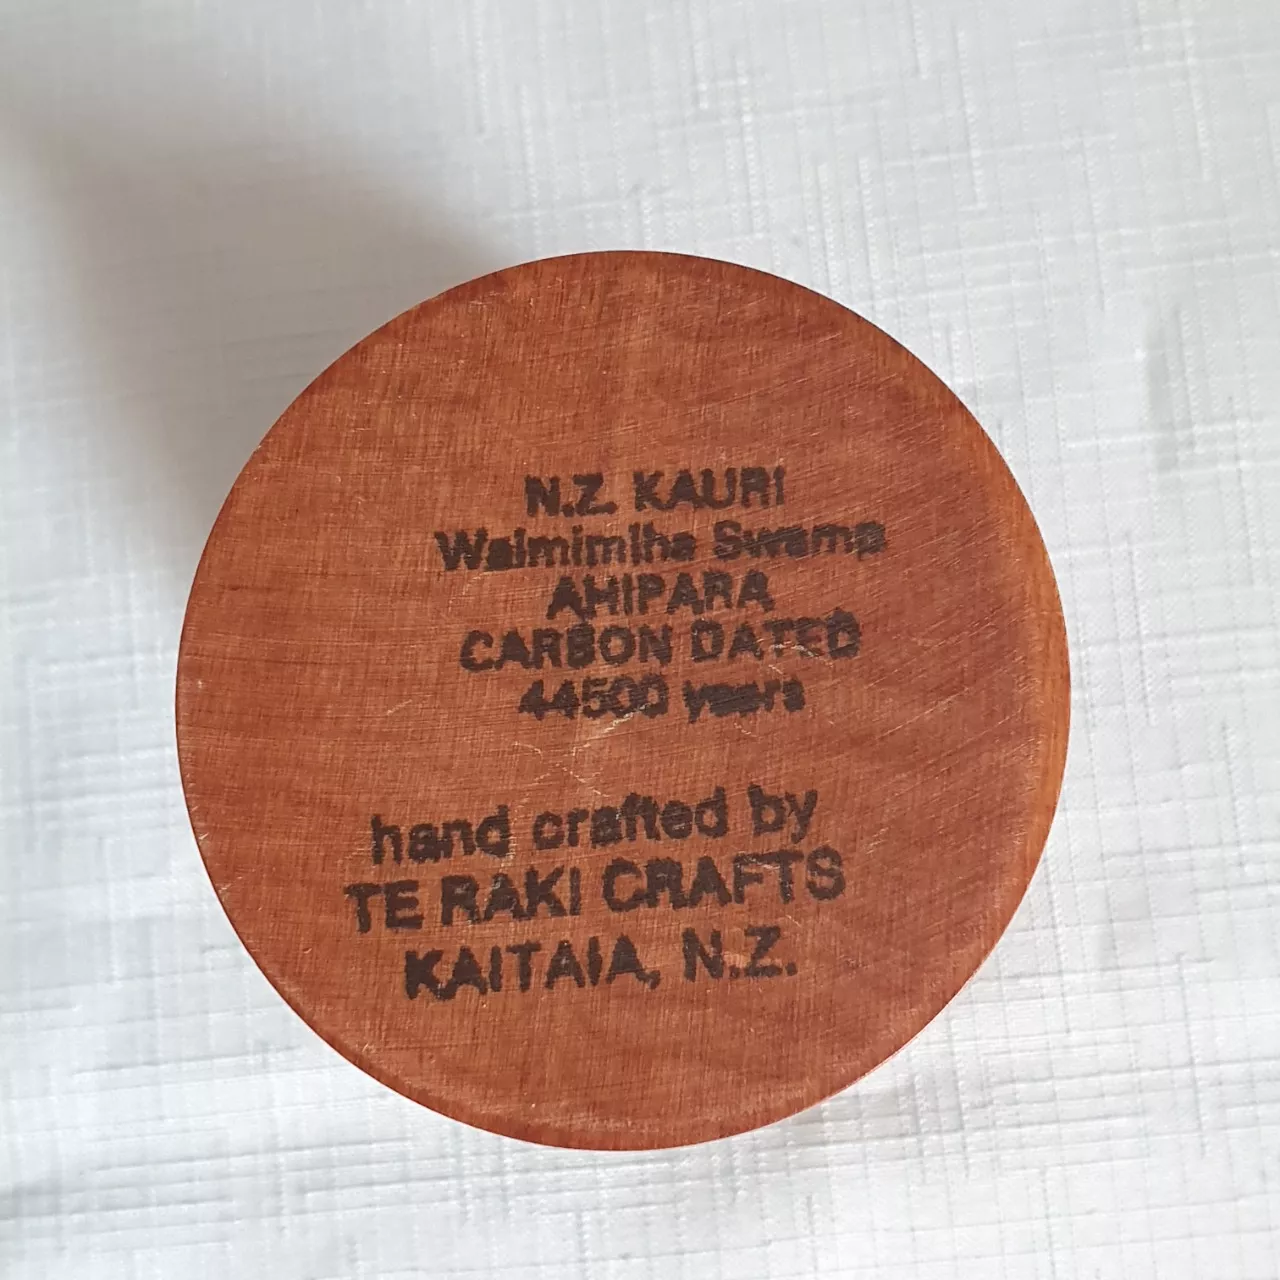 N.Z. KAURI
Waimimiha Swamp
AHIPARA
CARBON DATED
44500 years
hand crafted by
TE RAKI CRAFTS
KAITAIA, N.Z.